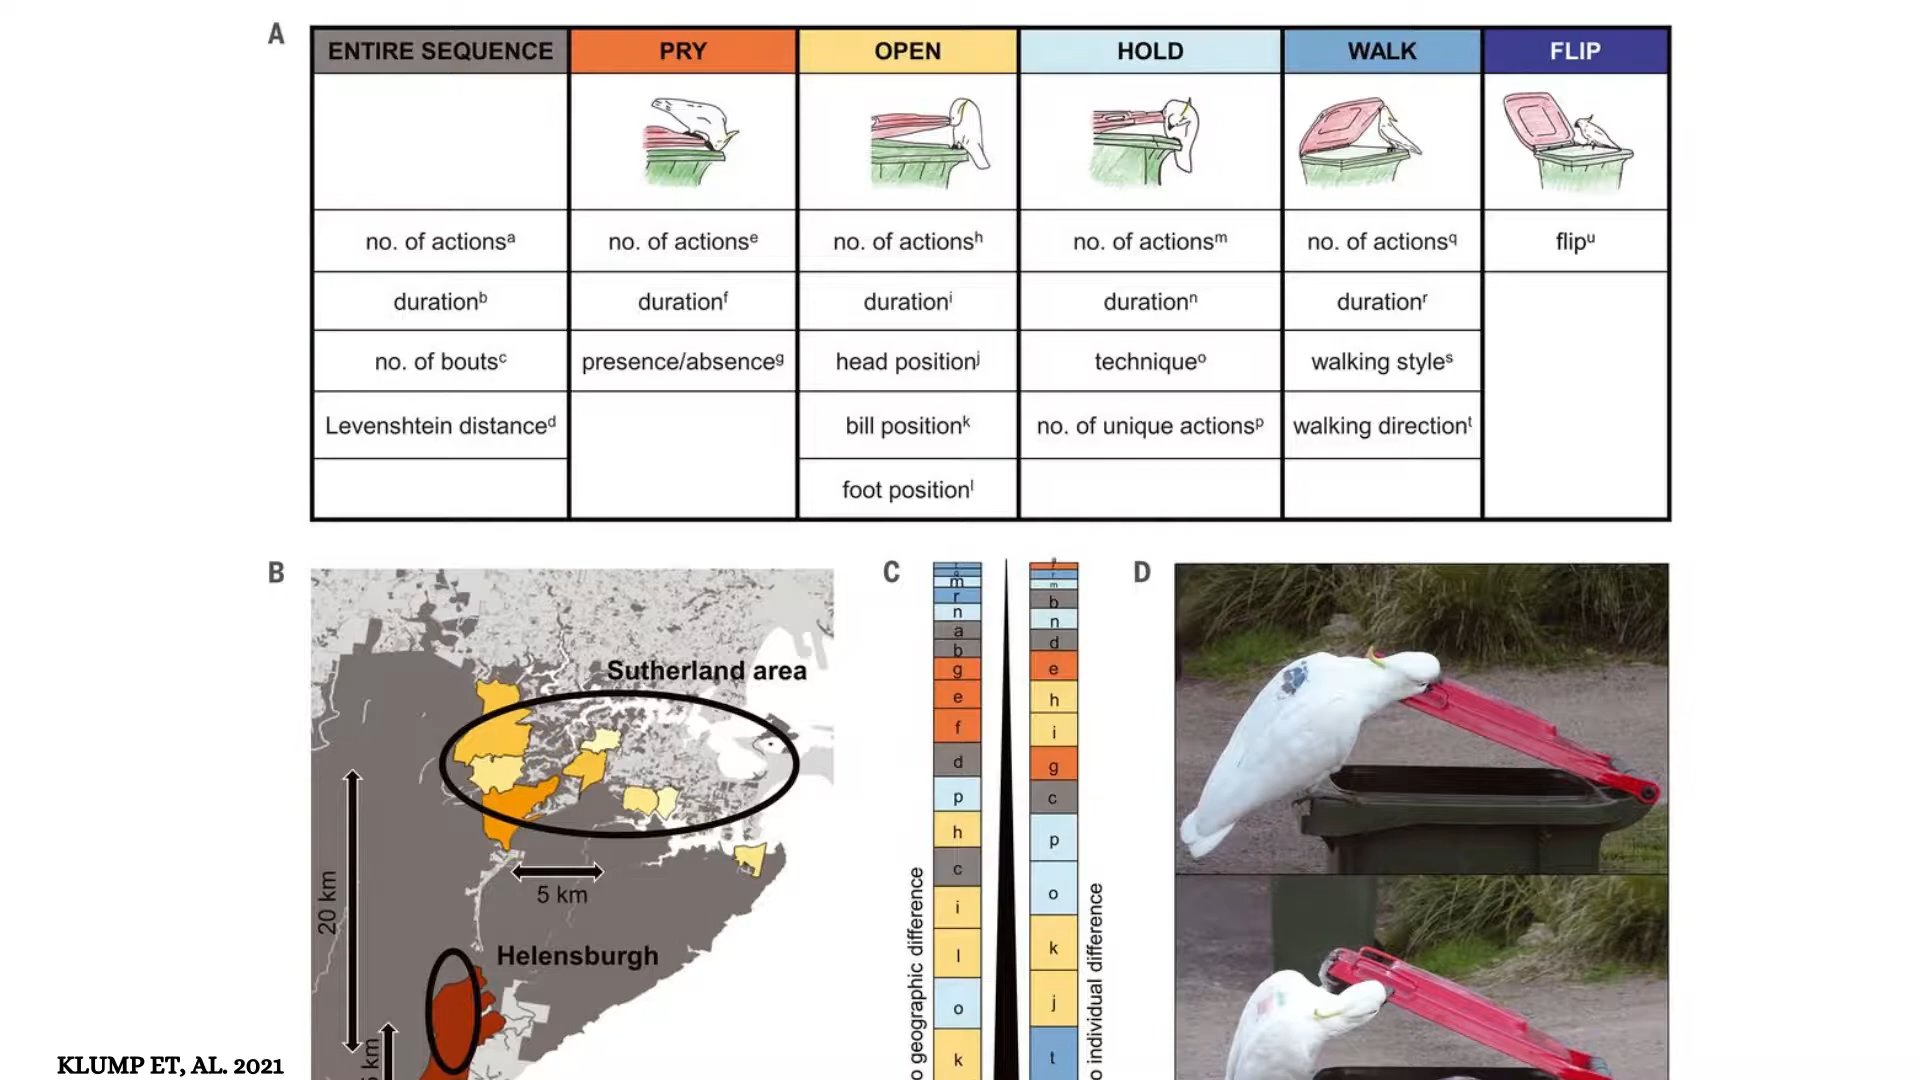 A
ENTIRE SEQUENCE PRY OPEN HOLD WALK FLIP
no. of actionsᵃ no. of actionsᵉ no. of actionsʰ no. of actionsᵐ no. of actionsq flipᵘ
durationᵇ durationᶠ durationⁱ durationⁿ durationʳ
no. of boutsᶜ presence/absenceᵍ head positionʲ techniqueᵒ walking styleˢ
Levenshtein distanceᵈ bill positionᵏ no. of unique actionsᵖ walking directionᵗ
foot positionˡ
B
Sutherland area
5 km
20 km
Helensburgh
km
C
m
r
n
a
b
g
e
f
d
p
h
c
i
l
o
k
o geographic difference
r
m
b
n
d
e
h
i
g
c
p
o
k
j
t
o individual difference
D
KLUMP ET, AL. 2021